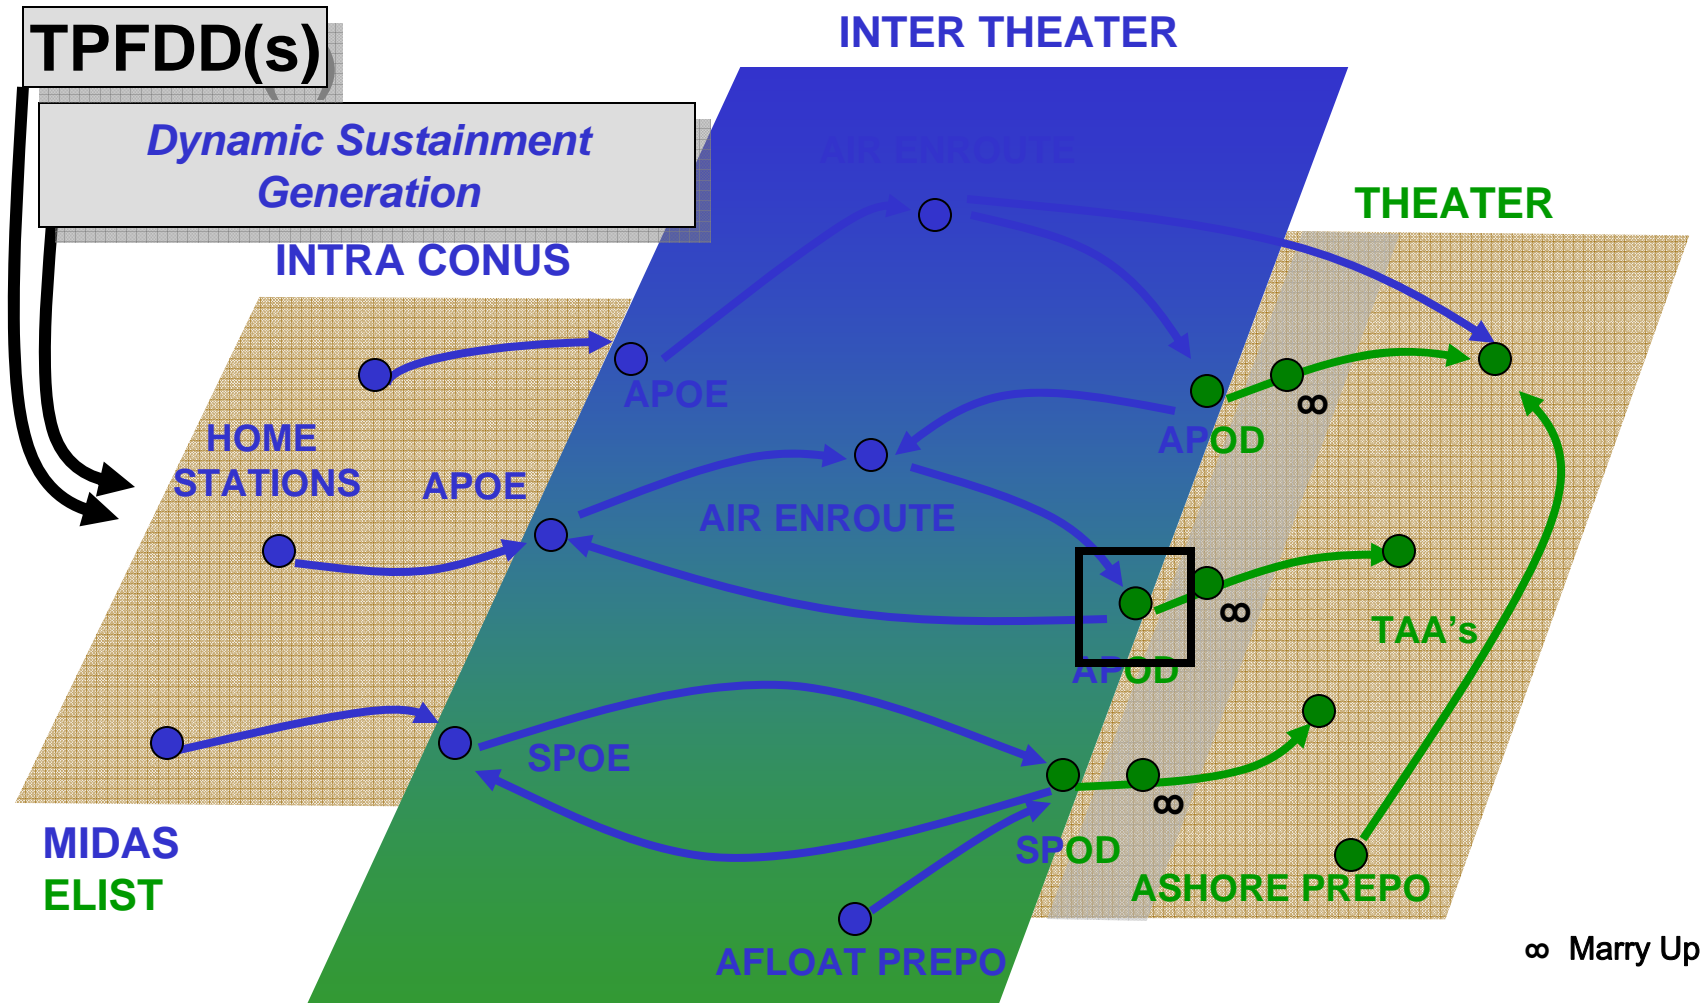 TPFDD(s)
INTER THEATER
Dynamic Sustainment
Generation
AIR ENROUTE
THEATER
INTRA CONUS
APOE
∞
HOME
STATIONS
APOE
APOD
AIR ENROUTE
∞
TAA's
APOD
SPOE
∞
MIDAS
ELIST
SPOD
ASHORE PREPO
AFLOAT PREPO
∞ Marry Up